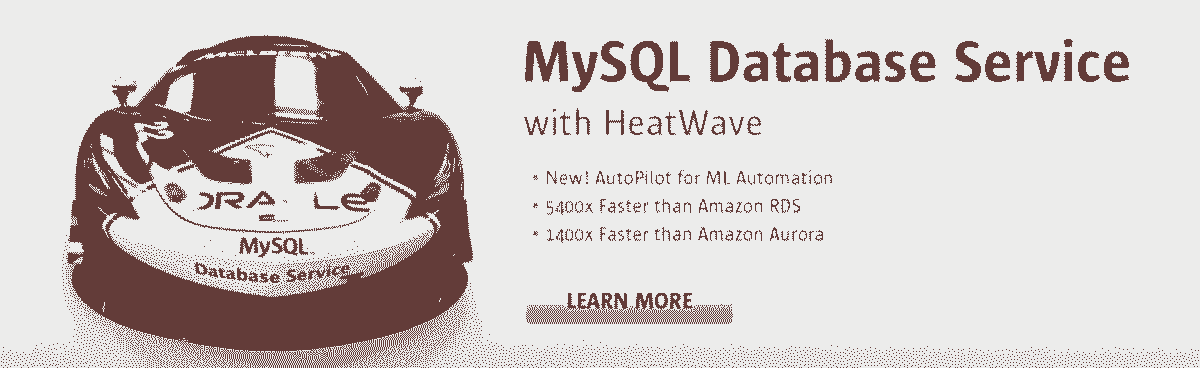 MySQL Database Service
with HeatWave
* New! AutoPilot for ML Automation
* 5400x Faster than Amazon RDS
* 1400x Faster than Amazon Aurora
LEARN MORE
MySQL
Database Service